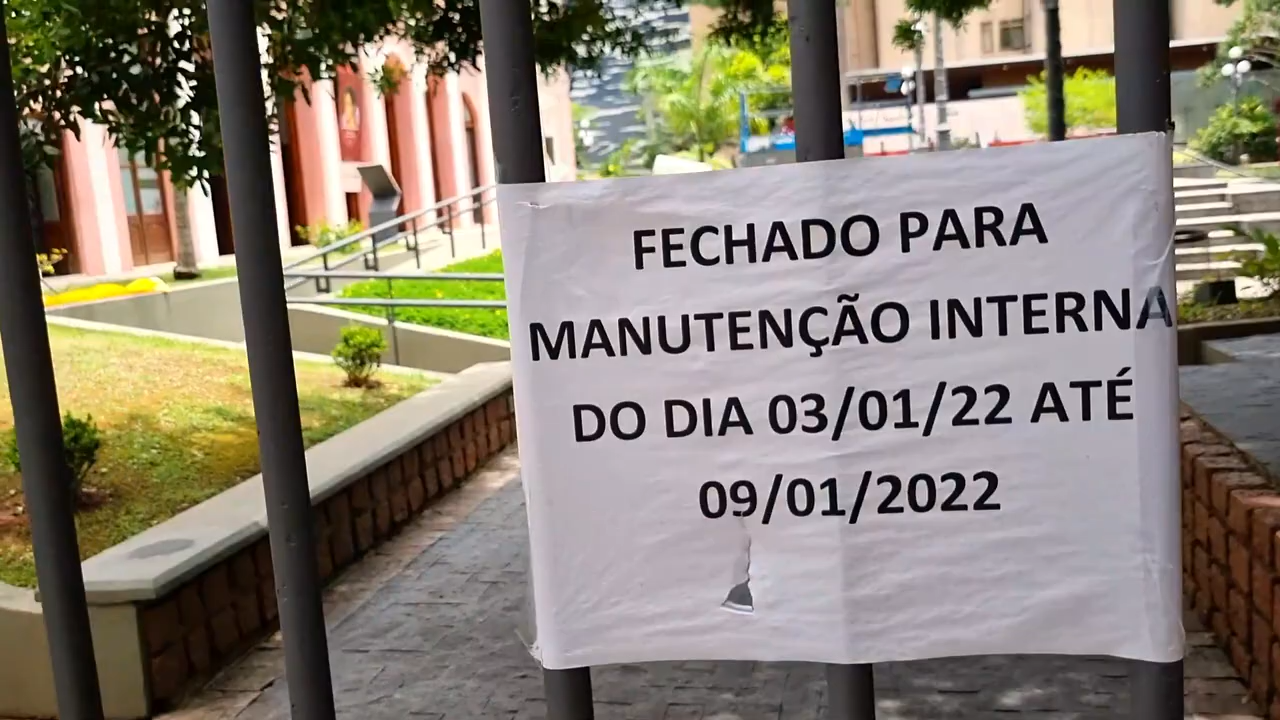 FECHADO PARA
MANUTENÇÃO INTERNA
DO DIA 03/01/22 ATÉ
09/01/2022